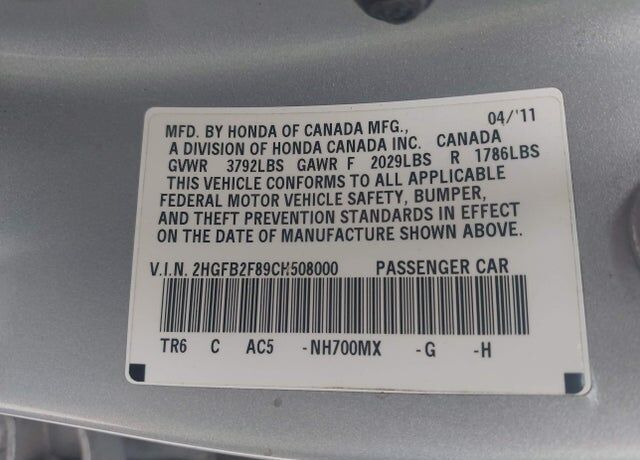 04/'11
MFD. BY HONDA OF CANADA MFG.,
A DIVISION OF HONDA CANADA INC. CANADA
GVWR 3792LBS GAWR F 2029LBS R 1786LBS
THIS VEHICLE CONFORMS TO ALL APPLICABLE
FEDERAL MOTOR VEHICLE SAFETY, BUMPER,
AND THEFT PREVENTION STANDARDS IN EFFECT
ON THE DATE OF MANUFACTURE SHOWN ABOVE.
V.I.N. 2HGFB2F89CH508000 PASSENGER CAR
TR6 C AC5 -NH700MX -G -H